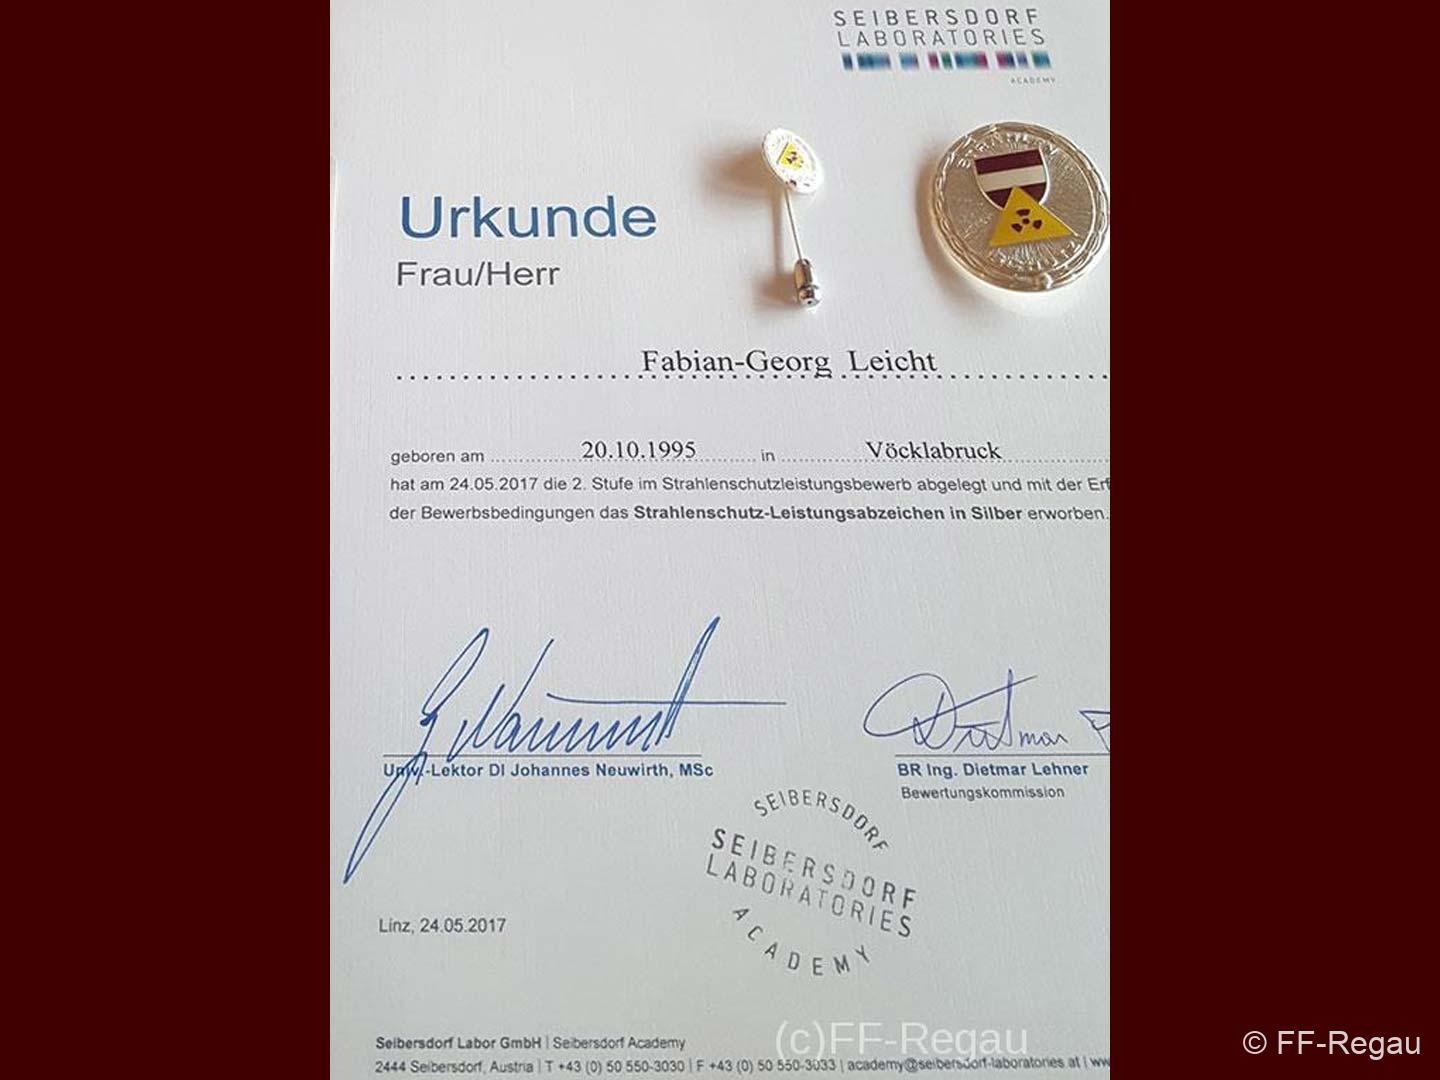 SEIBERSDORF
LABORATORIES
ACADEMY
Urkunde
Frau/Herr
Fabian-Georg Leicht
geboren am 20.10.1995 in Vöcklabruck
hat am 24.05.2017 die 2. Stufe im Strahlenschutzleistungsbewerb abgelegt und mit der Erf
der Bewerbsbedingungen das Strahlenschutz-Leistungsabzeichen in Silber erworben.
Dietmar
Univ.-Lektor DI Johannes Neuwirth, MSc
BR Ing. Dietmar Lehner
Bewertungskommission
SEIBERSDORF
SEIBERSDORF
LABORATORIES
ACADEMY
Linz, 24.05.2017
Seibersdorf Labor GmbH | Seibersdorf Academy
2444 Seibersdorf, Austria | T +43 (0) 50 550-3030 | F +43 (0) 50 550-3033 | academy@seibersdorf-laboratories.at | ww
(c)FF-Regau
© FF-Regau